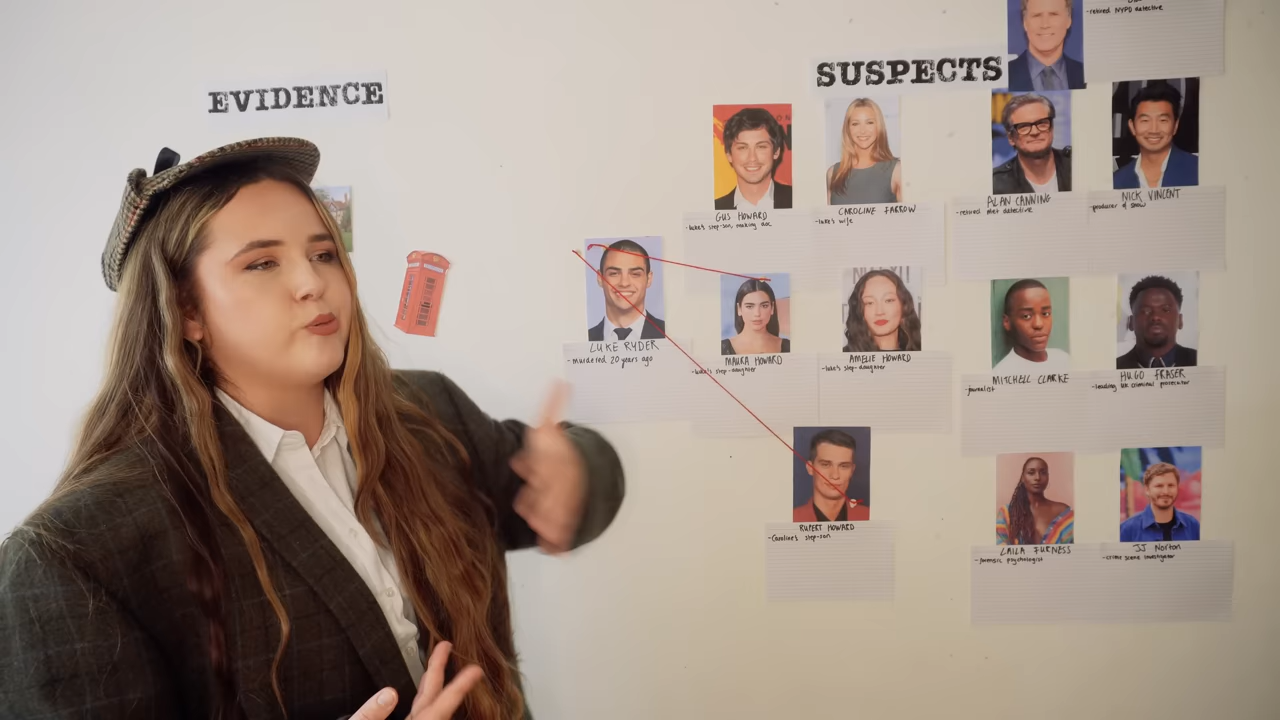 EVIDENCE
SUSPECTS
-retired NYPD detective
GUS HOWARD
-luke's step-son, making doc
CAROLINE FARROW
-luke's wife
ALAN CANNING
-retired Met detective
NICK VINCENT
-producer of show
LUKE RYDER
-murdered 20 years ago
MAURA HOWARD
-luke's step-daughter
AMELIE HOWARD
-luke's step-daughter
MITCHELL CLARKE
-journalist
HUGO FRASER
-leading UK criminal prosecutor
RUPERT HOWARD
-Caroline's step-son
LAILA FURNESS
-forensic psychologist
JJ Norton
-crime scene investigator